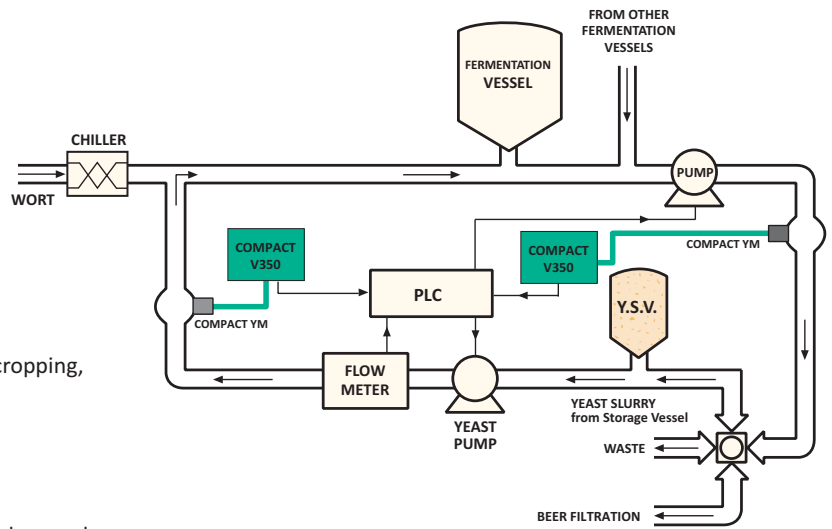 FROM OTHER
FERMENTATION
VESSELS
FERMENTATION
VESSEL
CHILLER
WORT
PUMP
COMPACT
V350
COMPACT
V350
COMPACT YM
PLC
Y.S.V.
COMPACT YM
cropping,
FLOW
METER
YEAST
PUMP
YEAST SLURRY
from Storage Vessel
WASTE
BEER FILTRATION